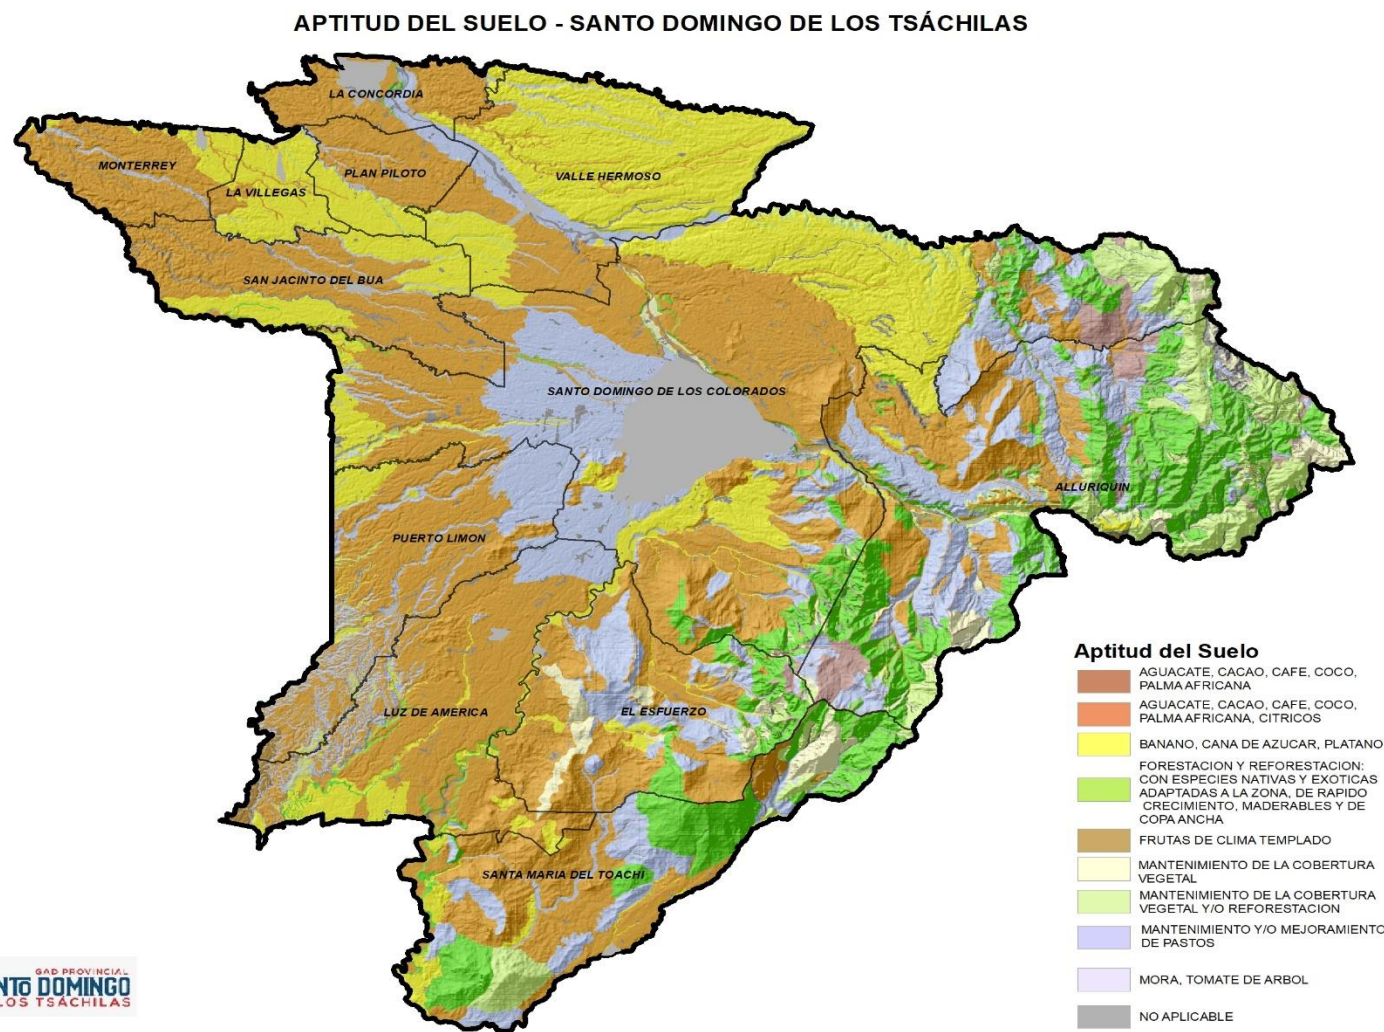 APTITUD DEL SUELO - SANTO DOMINGO DE LOS TSÁCHILAS
LA CONCORDIA
MONTERREY
PLAN PILOTO
VALLE HERMOSO
LA VILLEGAS
SAN JACINTO DEL BUA
SANTO DOMINGO DE LOS COLORADOS
ALLURIQUIN
PUERTO LIMON
LUZ DE AMERICA
EL ESFUERZO
SANTA MARIA DEL TOACHI
Aptitud del Suelo
AGUACATE, CACAO, CAFE, COCO,
PALMA AFRICANA
AGUACATE, CACAO, CAFE, COCO,
PALMA AFRICANA, CITRICOS
BANANO, CANA DE AZUCAR, PLATANO
FORESTACION Y REFORESTACION:
CON ESPECIES NATIVAS Y EXOTICAS
ADAPTADAS A LA ZONA, DE RAPIDO
CRECIMIENTO, MADERABLES Y DE
COPA ANCHA
FRUTAS DE CLIMA TEMPLADO
MANTENIMIENTO DE LA COBERTURA
VEGETAL
MANTENIMIENTO DE LA COBERTURA
VEGETAL Y/O REFORESTACION
MANTENIMIENTO Y/O MEJORAMIENTO
DE PASTOS
MORA, TOMATE DE ARBOL
NO APLICABLE
GAD PROVINCIAL
NTO DOMINGO
LOS TSÁCHILAS